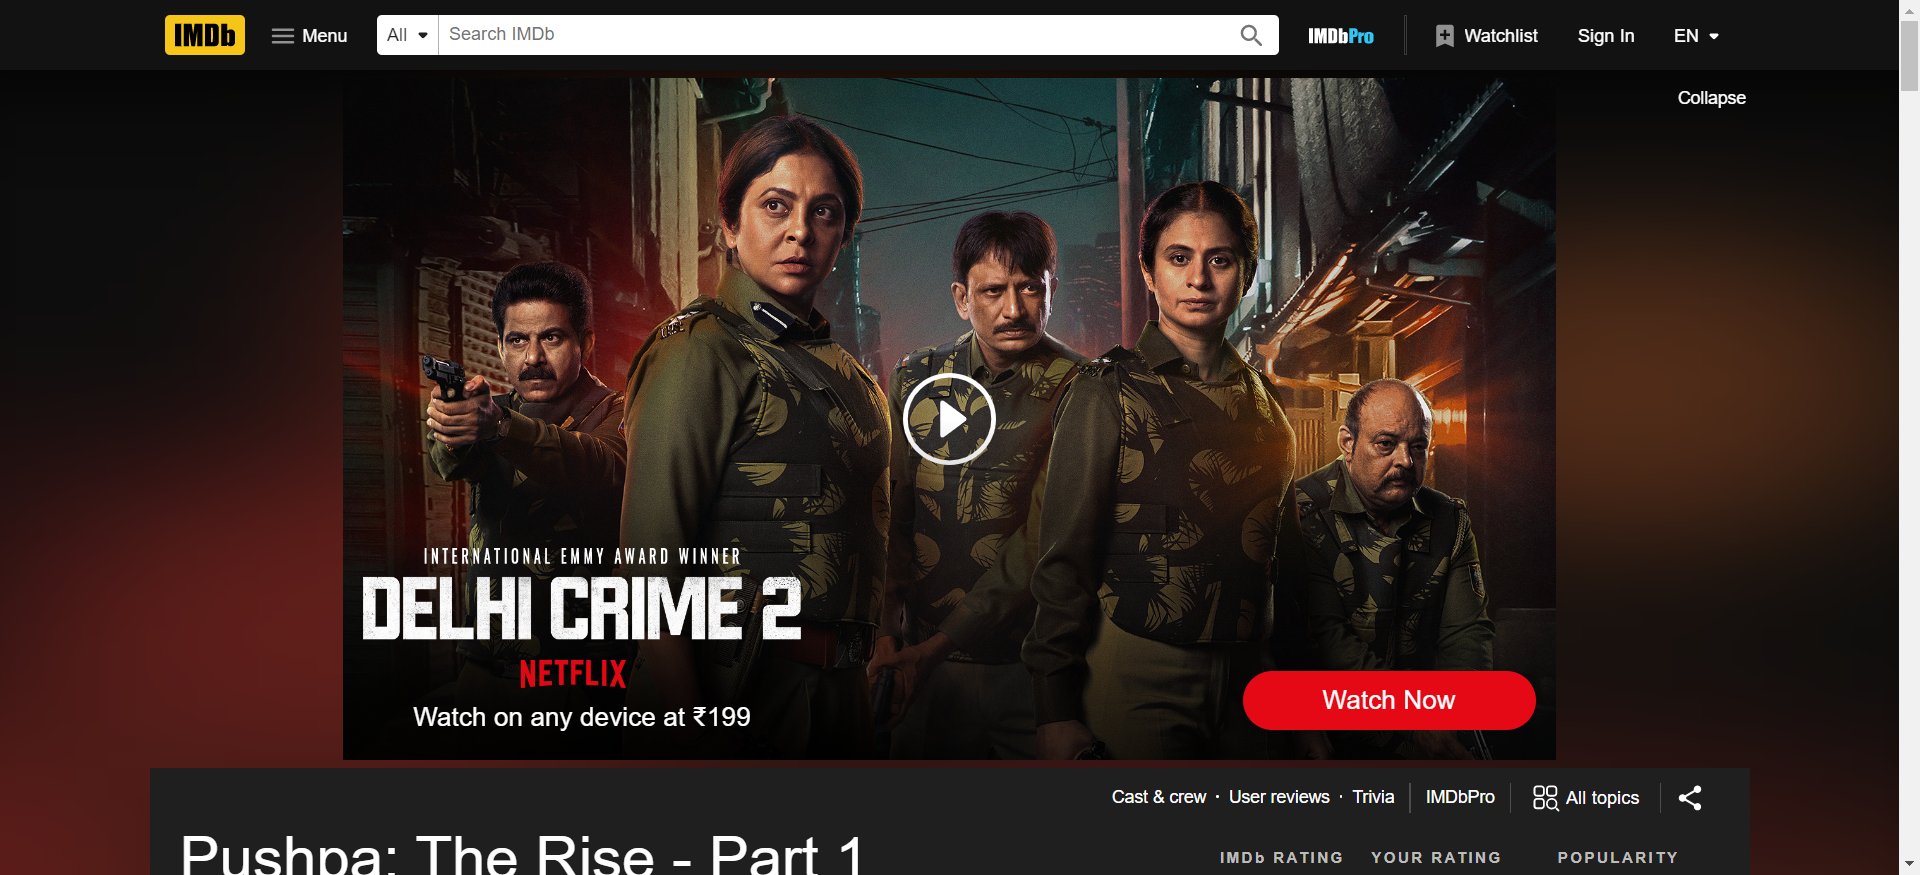 IMDb Menu All Search IMDb IMDbPro Watchlist Sign In EN
Collapse
INTERNATIONAL EMMY AWARD WINNER
DELHI CRIME 2
NETFLIX
Watch on any device at ₹199
Watch Now
Cast & crew · User reviews · Trivia IMDbPro All topics
Pushpa: The Rise - Part 1
IMDb RATING YOUR RATING POPULARITY